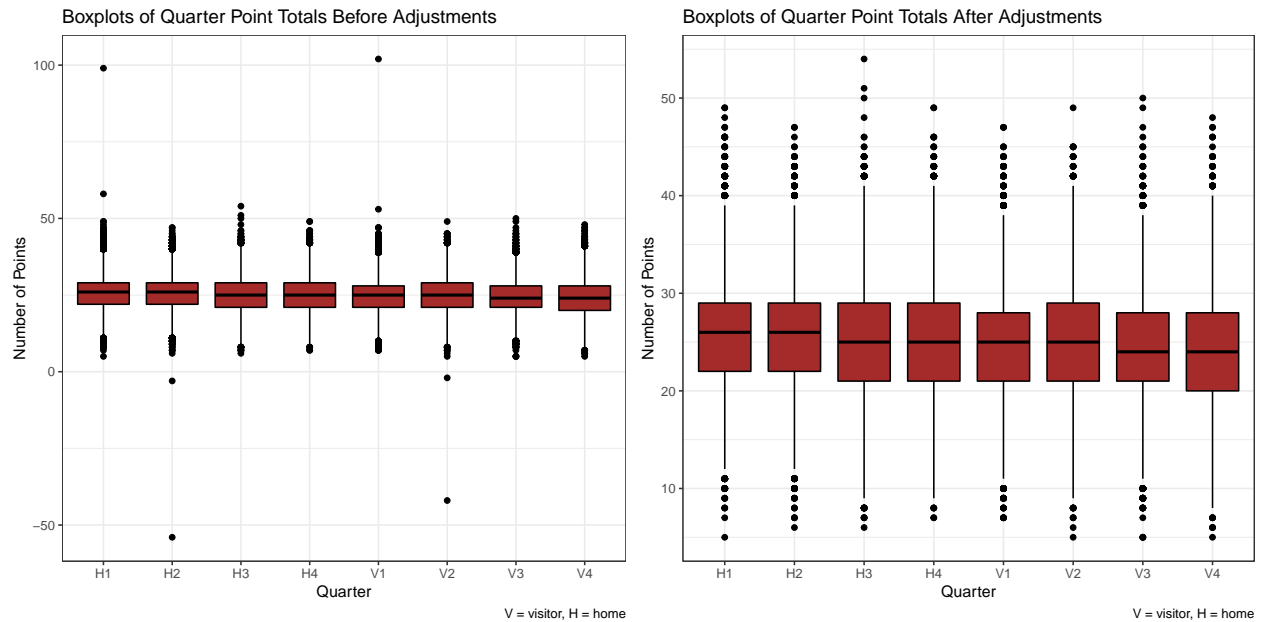 Boxplots of Quarter Point Totals Before Adjustments
Number of Points
100
50
0
−50
H1 H2 H3 H4 V1 V2 V3 V4
Quarter
V = visitor, H = home
Boxplots of Quarter Point Totals After Adjustments
Number of Points
50
40
30
20
10
H1 H2 H3 H4 V1 V2 V3 V4
Quarter
V = visitor, H = home